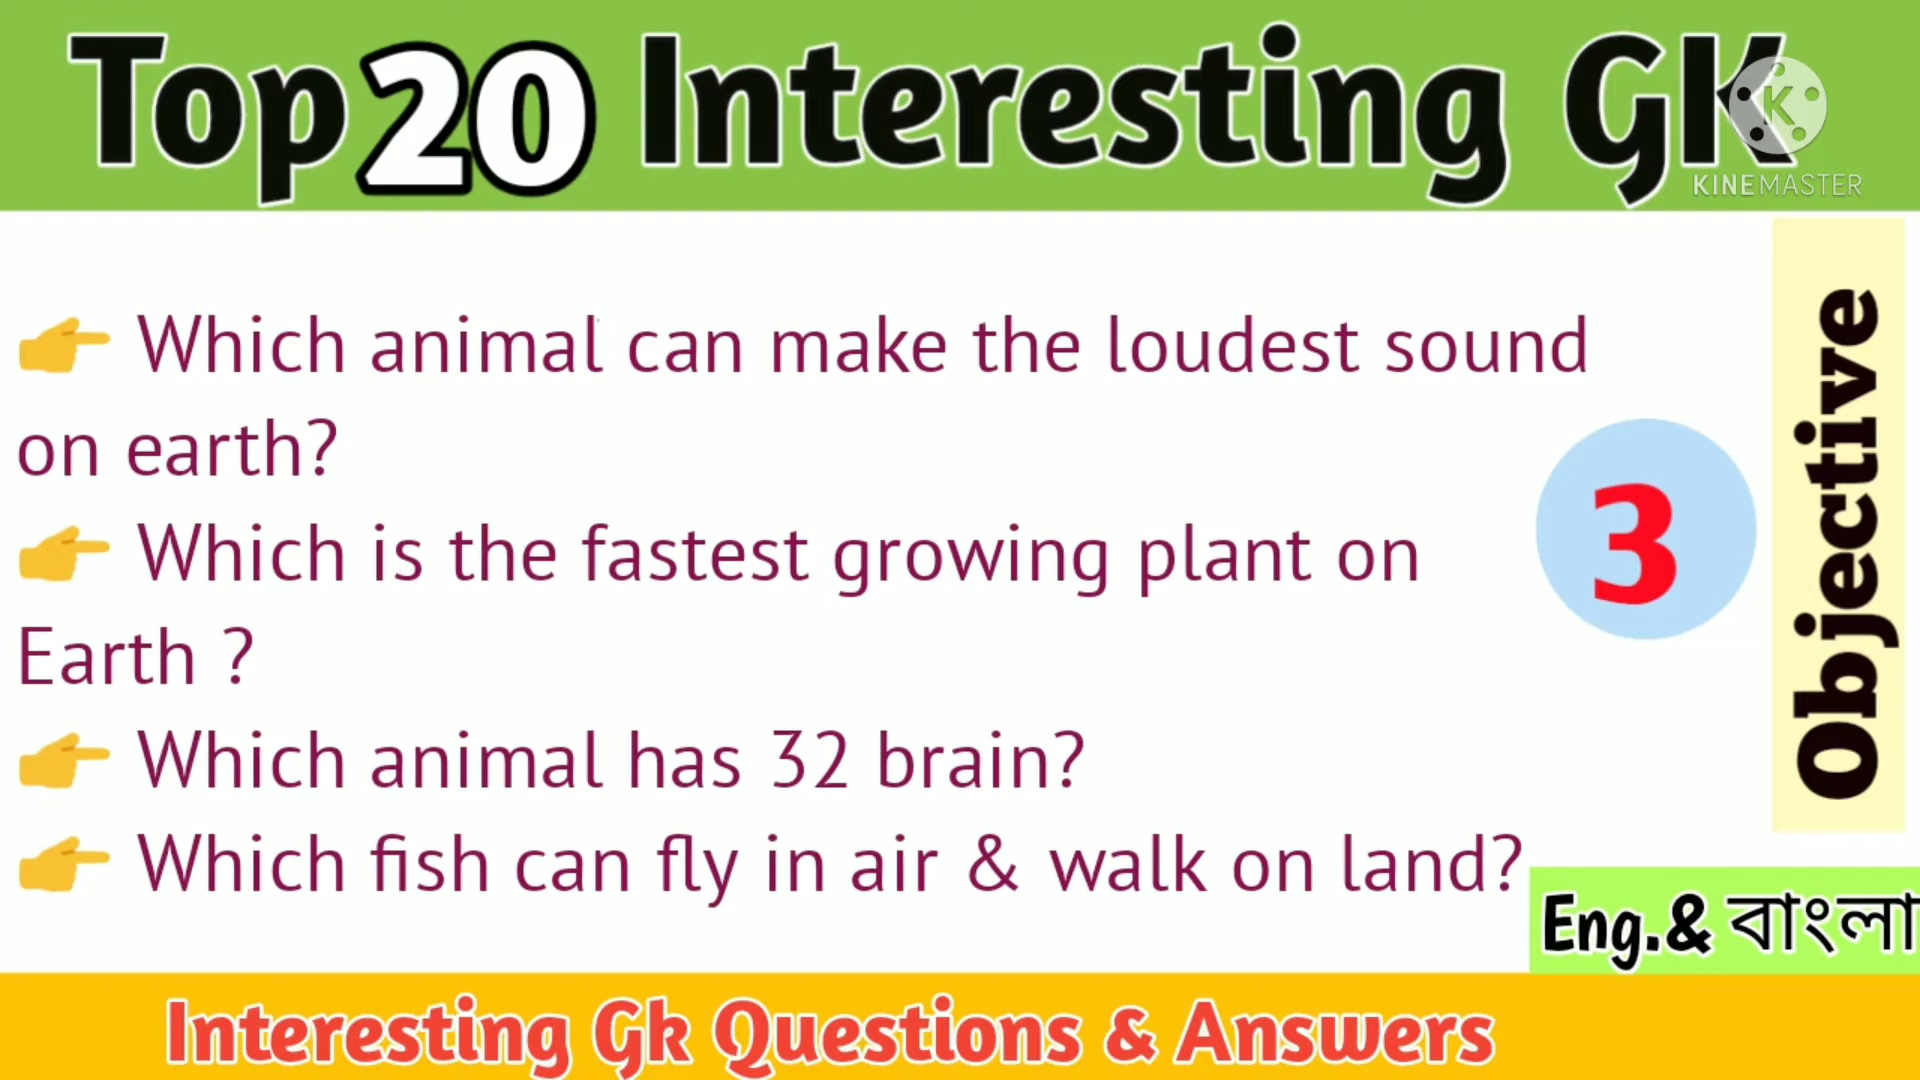 Top 20 Interesting GK
KINEMASTER
👉 Which animal can make the loudest sound
on earth?
👉 Which is the fastest growing plant on
Earth ?
👉 Which animal has 32 brain?
👉 Which fish can fly in air & walk on land?
3
Objective
Eng.& বাংলা
Interesting Gk Questions & Answers